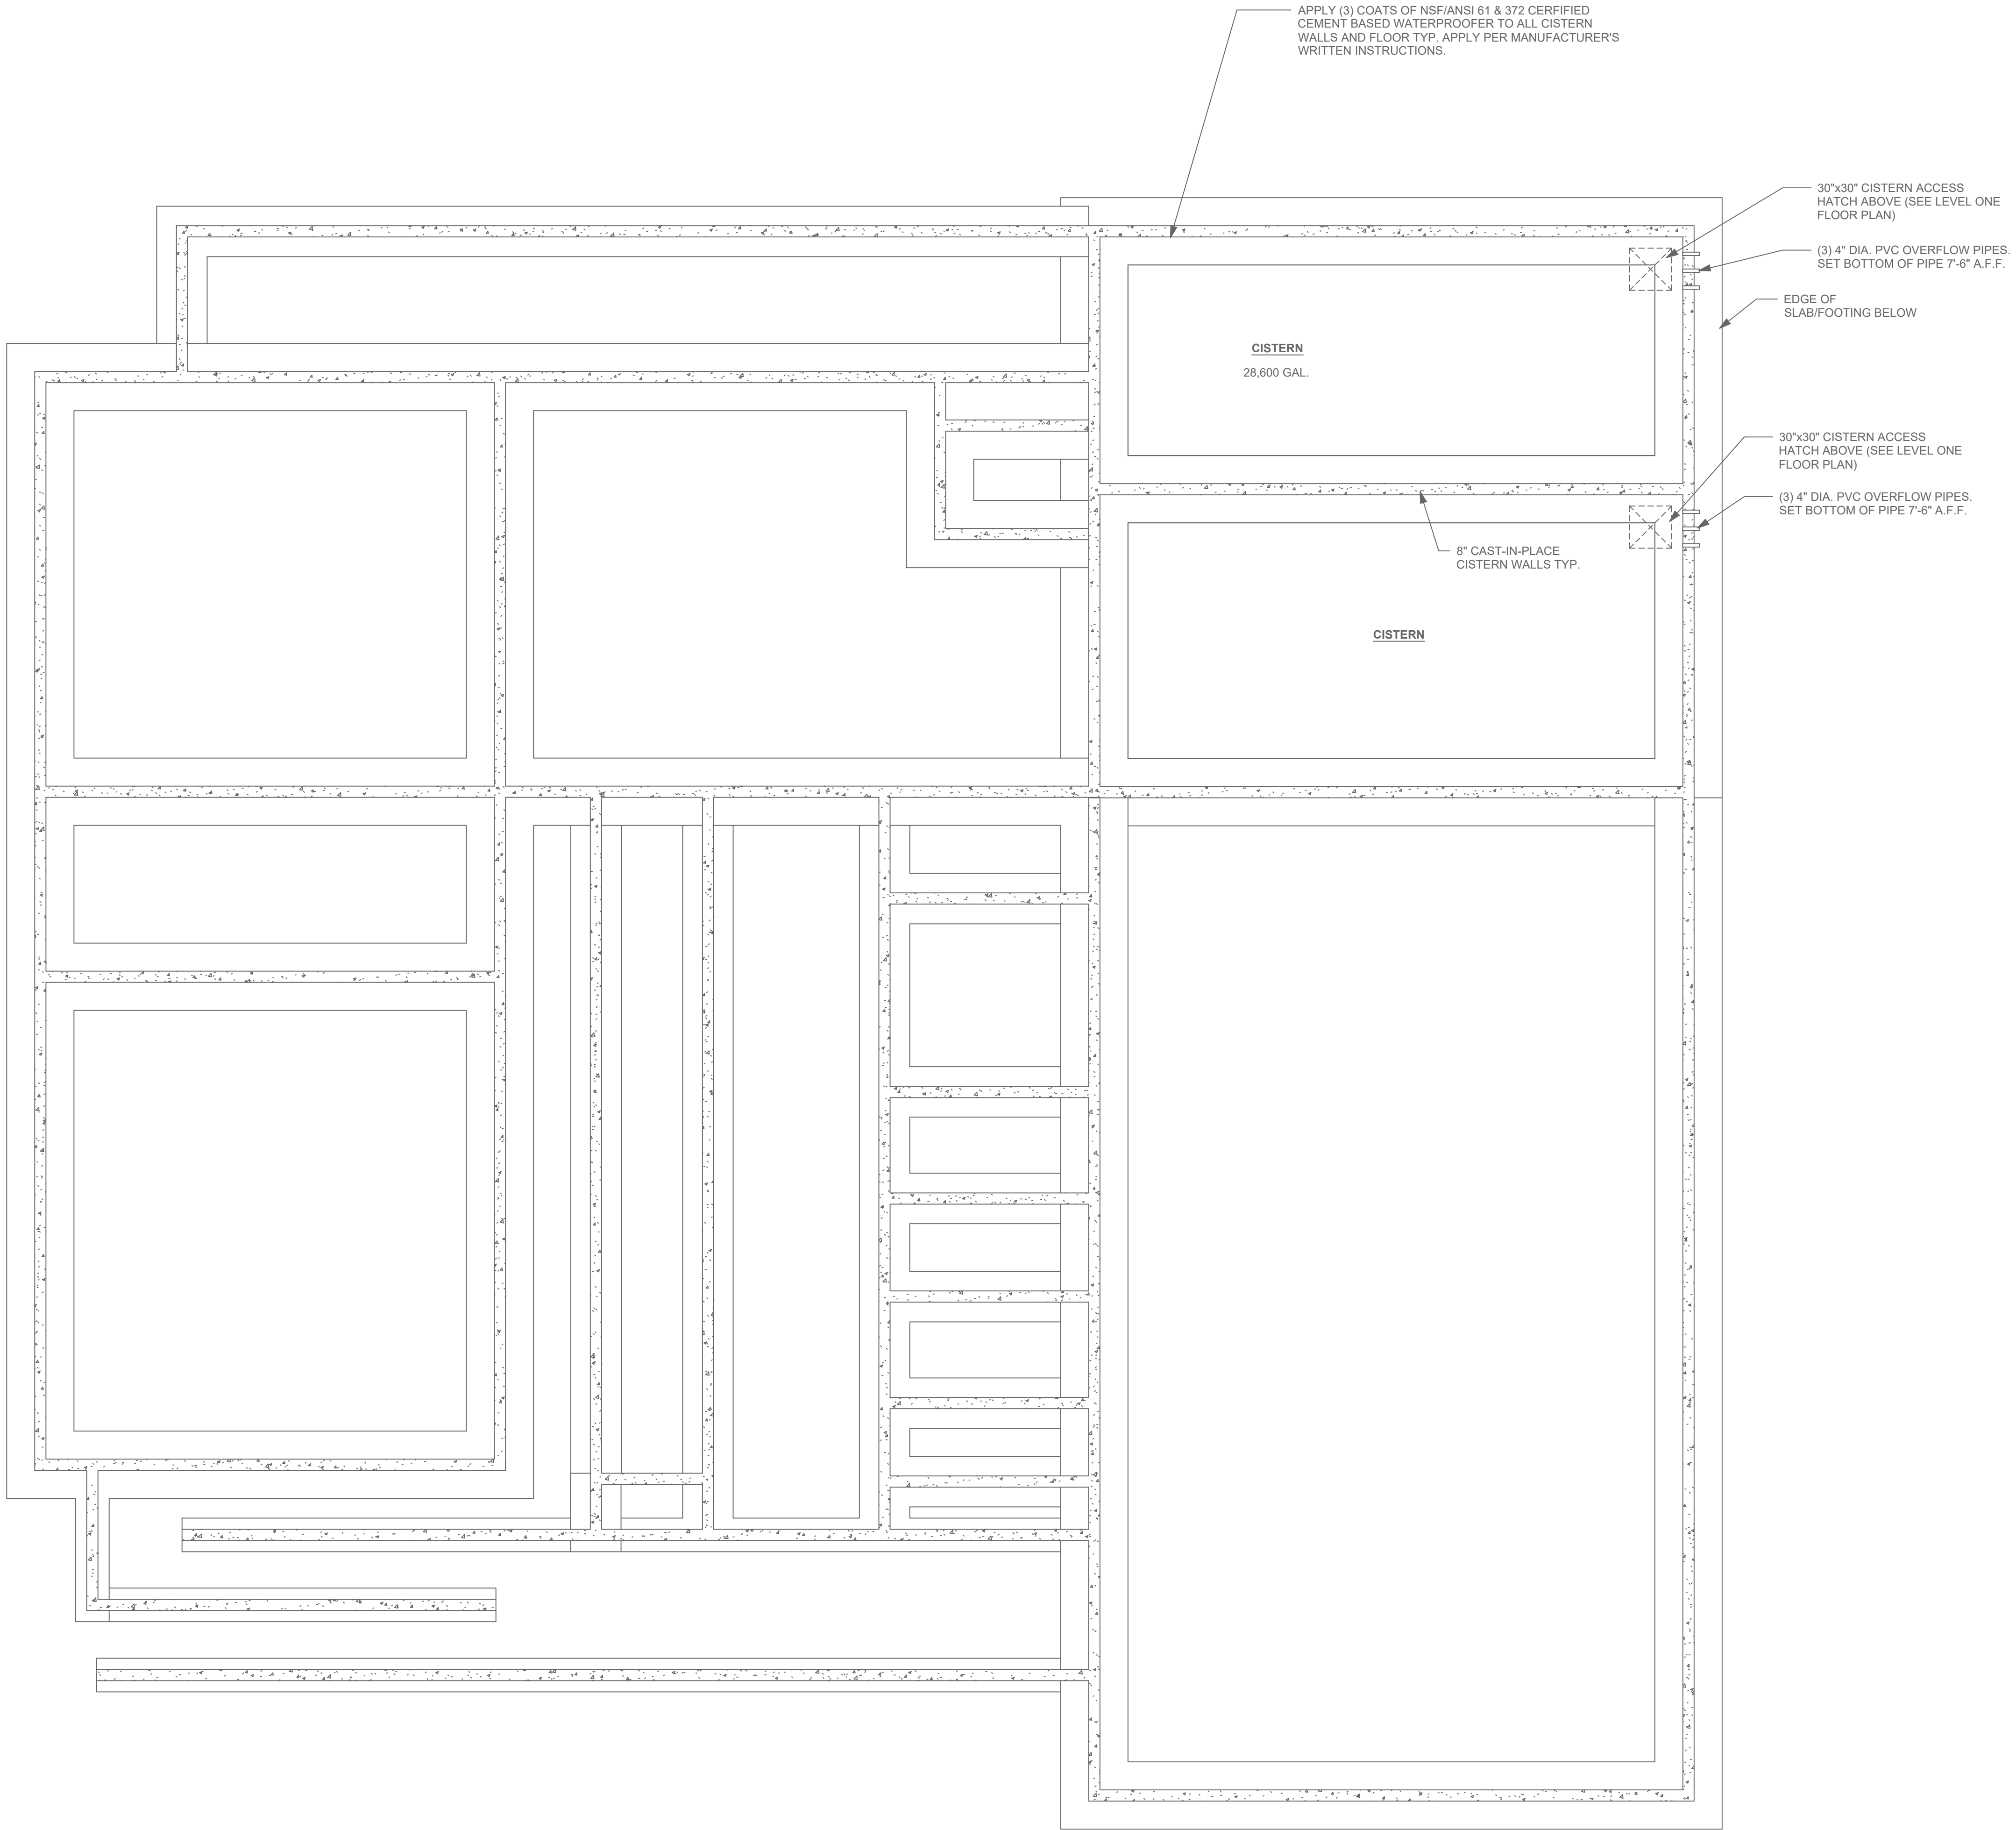 APPLY (3) COATS OF NSF/ANSI 61 & 372 CERFIFIED
CEMENT BASED WATERPROOFER TO ALL CISTERN
WALLS AND FLOOR TYP. APPLY PER MANUFACTURER'S
WRITTEN INSTRUCTIONS.
30"x30" CISTERN ACCESS
HATCH ABOVE (SEE LEVEL ONE
FLOOR PLAN)
(3) 4" DIA. PVC OVERFLOW PIPES.
SET BOTTOM OF PIPE 7'-6" A.F.F.
EDGE OF
SLAB/FOOTING BELOW
CISTERN
28,600 GAL.
30"x30" CISTERN ACCESS
HATCH ABOVE (SEE LEVEL ONE
FLOOR PLAN)
(3) 4" DIA. PVC OVERFLOW PIPES.
SET BOTTOM OF PIPE 7'-6" A.F.F.
8" CAST-IN-PLACE
CISTERN WALLS TYP.
CISTERN